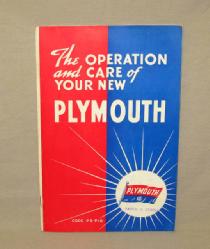 The OPERATION
and CARE of
YOUR NEW
PLYMOUTH
PLYMOUTH